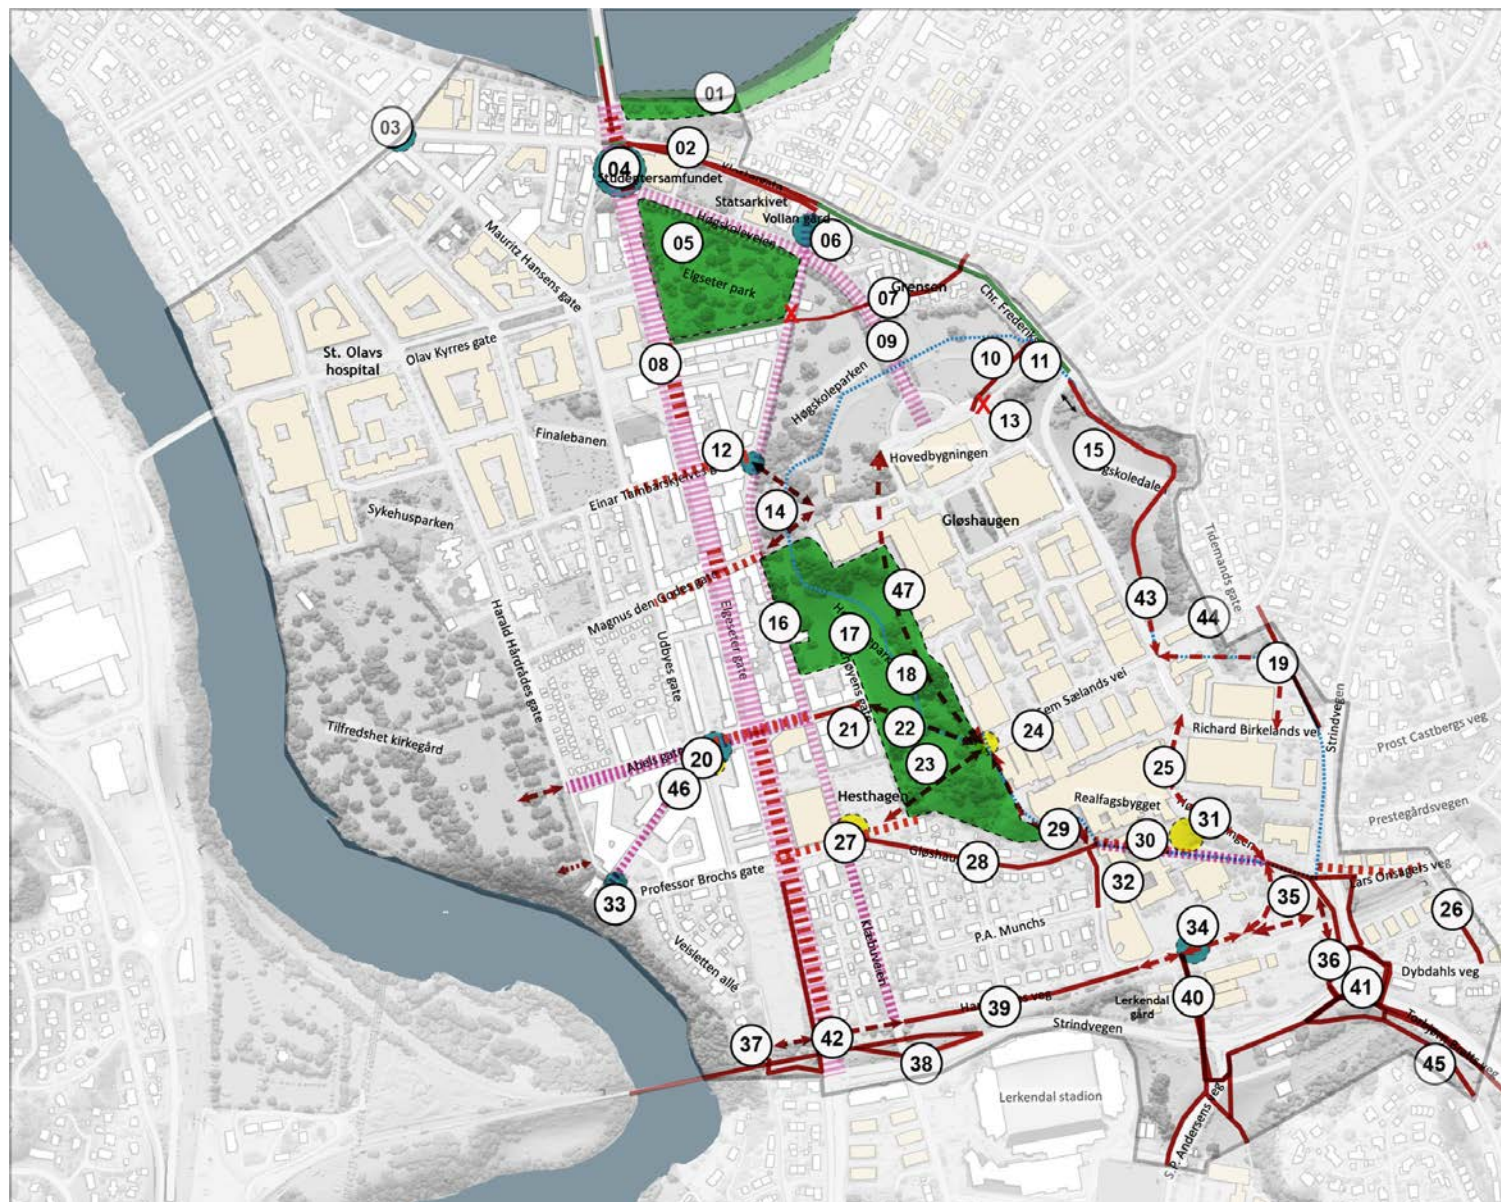 01
03
02
04
Studentersamfundet
Statsarkivet
Vollan gård
Høgskoleveien
06
05
Elgseter park
Mauritz Hansens gate
07
Grensen
Chr. Frederik
09
St. Olavs
hospital
Olav Kyrres gate
08
10
11
Høgskoleparken
13
Finalebanen
12
Hovedbygningen
15
Einar Tambarskjelves g
Sykehusparken
14
Gløshaugen
Tidemands gate
Magnus den Godes gate
47
43
44
Harald Hårdrådes gate
Udbyes gate
Elgeseter gate
16
17
18
19
Sem Sælands vei
Strindvegen
Tilfredshet kirkegård
21
22
24
Richard Birkelands ve
Prost Castbergs veg
Abels gate
20
23
25
46
Hesthagen
Realfagsbygget
Prestegårdsvegen
27
29
30
31
28
Professor Brochs gate
32
Lars Onsagers veg
33
35
26
P.A. Munchs
34
Veisletten allé
Klæbuveien
36
Dybdahls veg
40
41
39
Lerkendal
gård
Strindvegen
37
42
38
45
Lerkendal stadion
S.P. Andersens veg